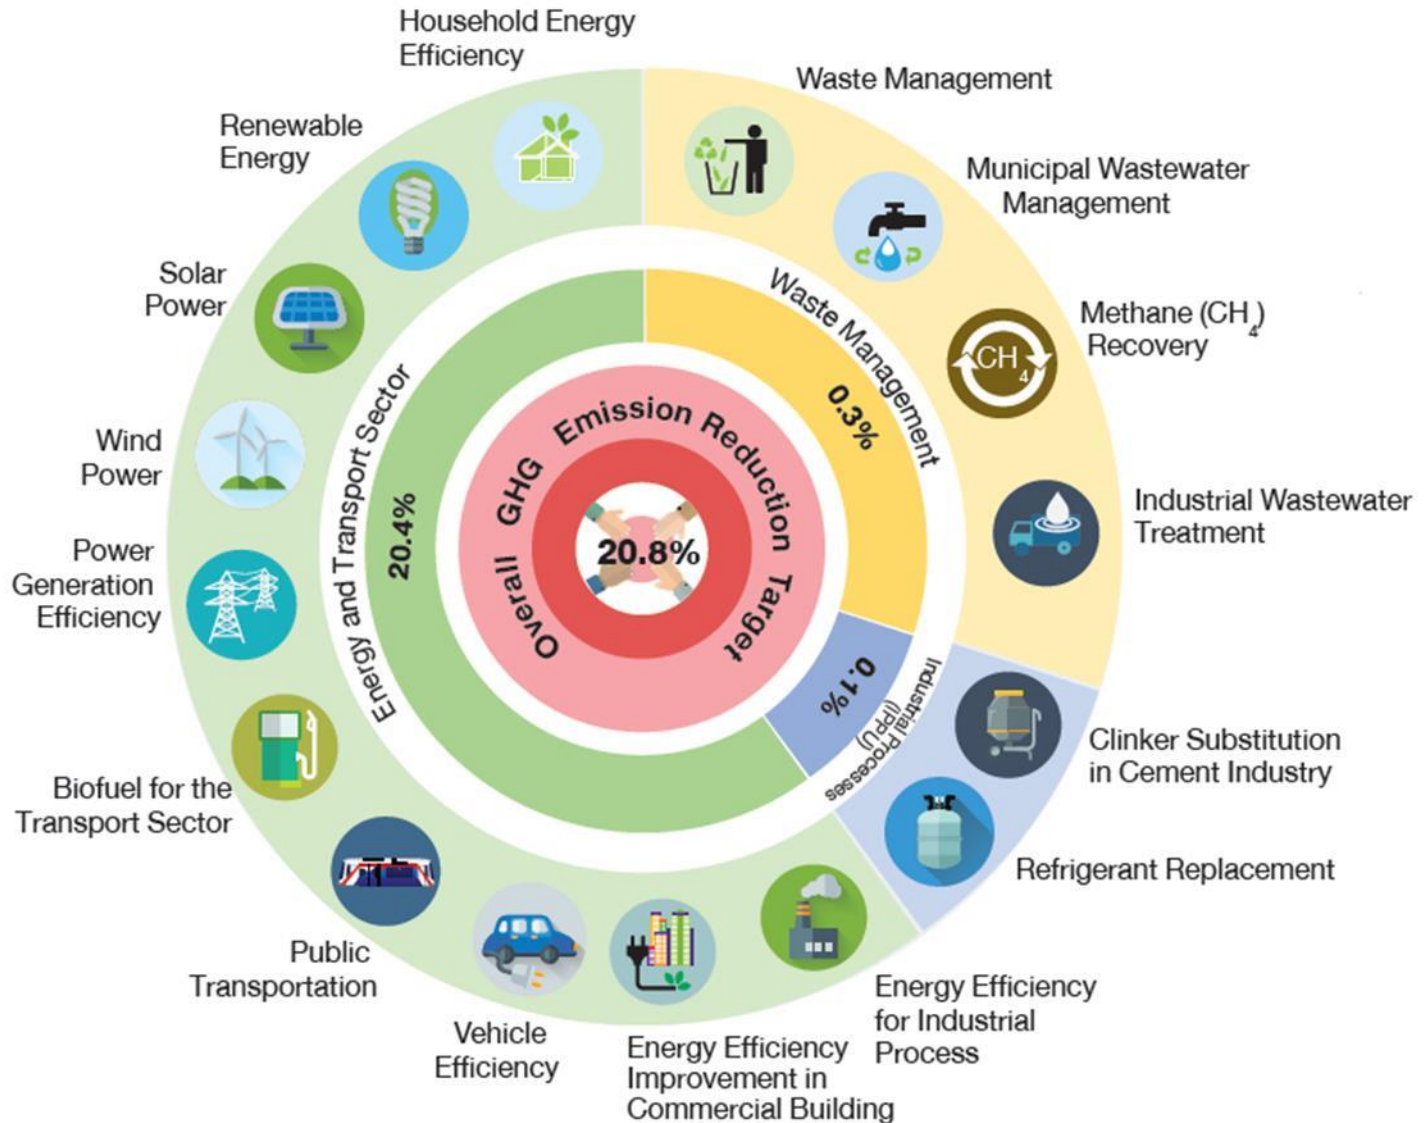 Household Energy
Efficiency
Waste Management
Renewable
Energy
Municipal Wastewater
Management
Solar
Power
Methane (CH₄)
Recovery
CH₄
Wind
Power
Industrial Wastewater
Treatment
Power
Generation
Efficiency
Waste Management
0.3%
Energy and Transport Sector
20.4%
Overall GHG Emission Reduction Target
20.8%
Industrial Processes
(IPPU)
0.1%
Clinker Substitution
in Cement Industry
Biofuel for the
Transport Sector
Refrigerant Replacement
Public
Transportation
Vehicle
Efficiency
Energy Efficiency
Improvement in
Commercial Building
Energy Efficiency
for Industrial
Process